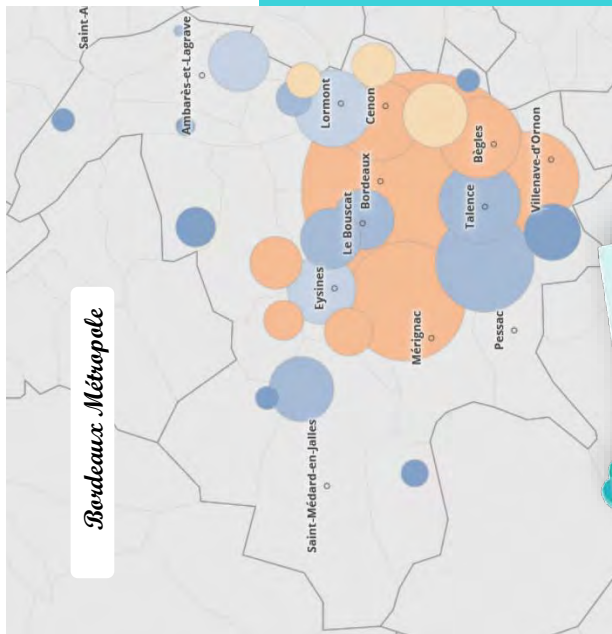 Bordeaux Métropole
Saint-A
Ambarès-et-Lagrave
Lormont
Cenon
Bordeaux
Le Bouscat
Eysines
Bègles
Talence
Villenave-d'Ornon
Mérignac
Pessac
Saint-Médard-en-Jalles